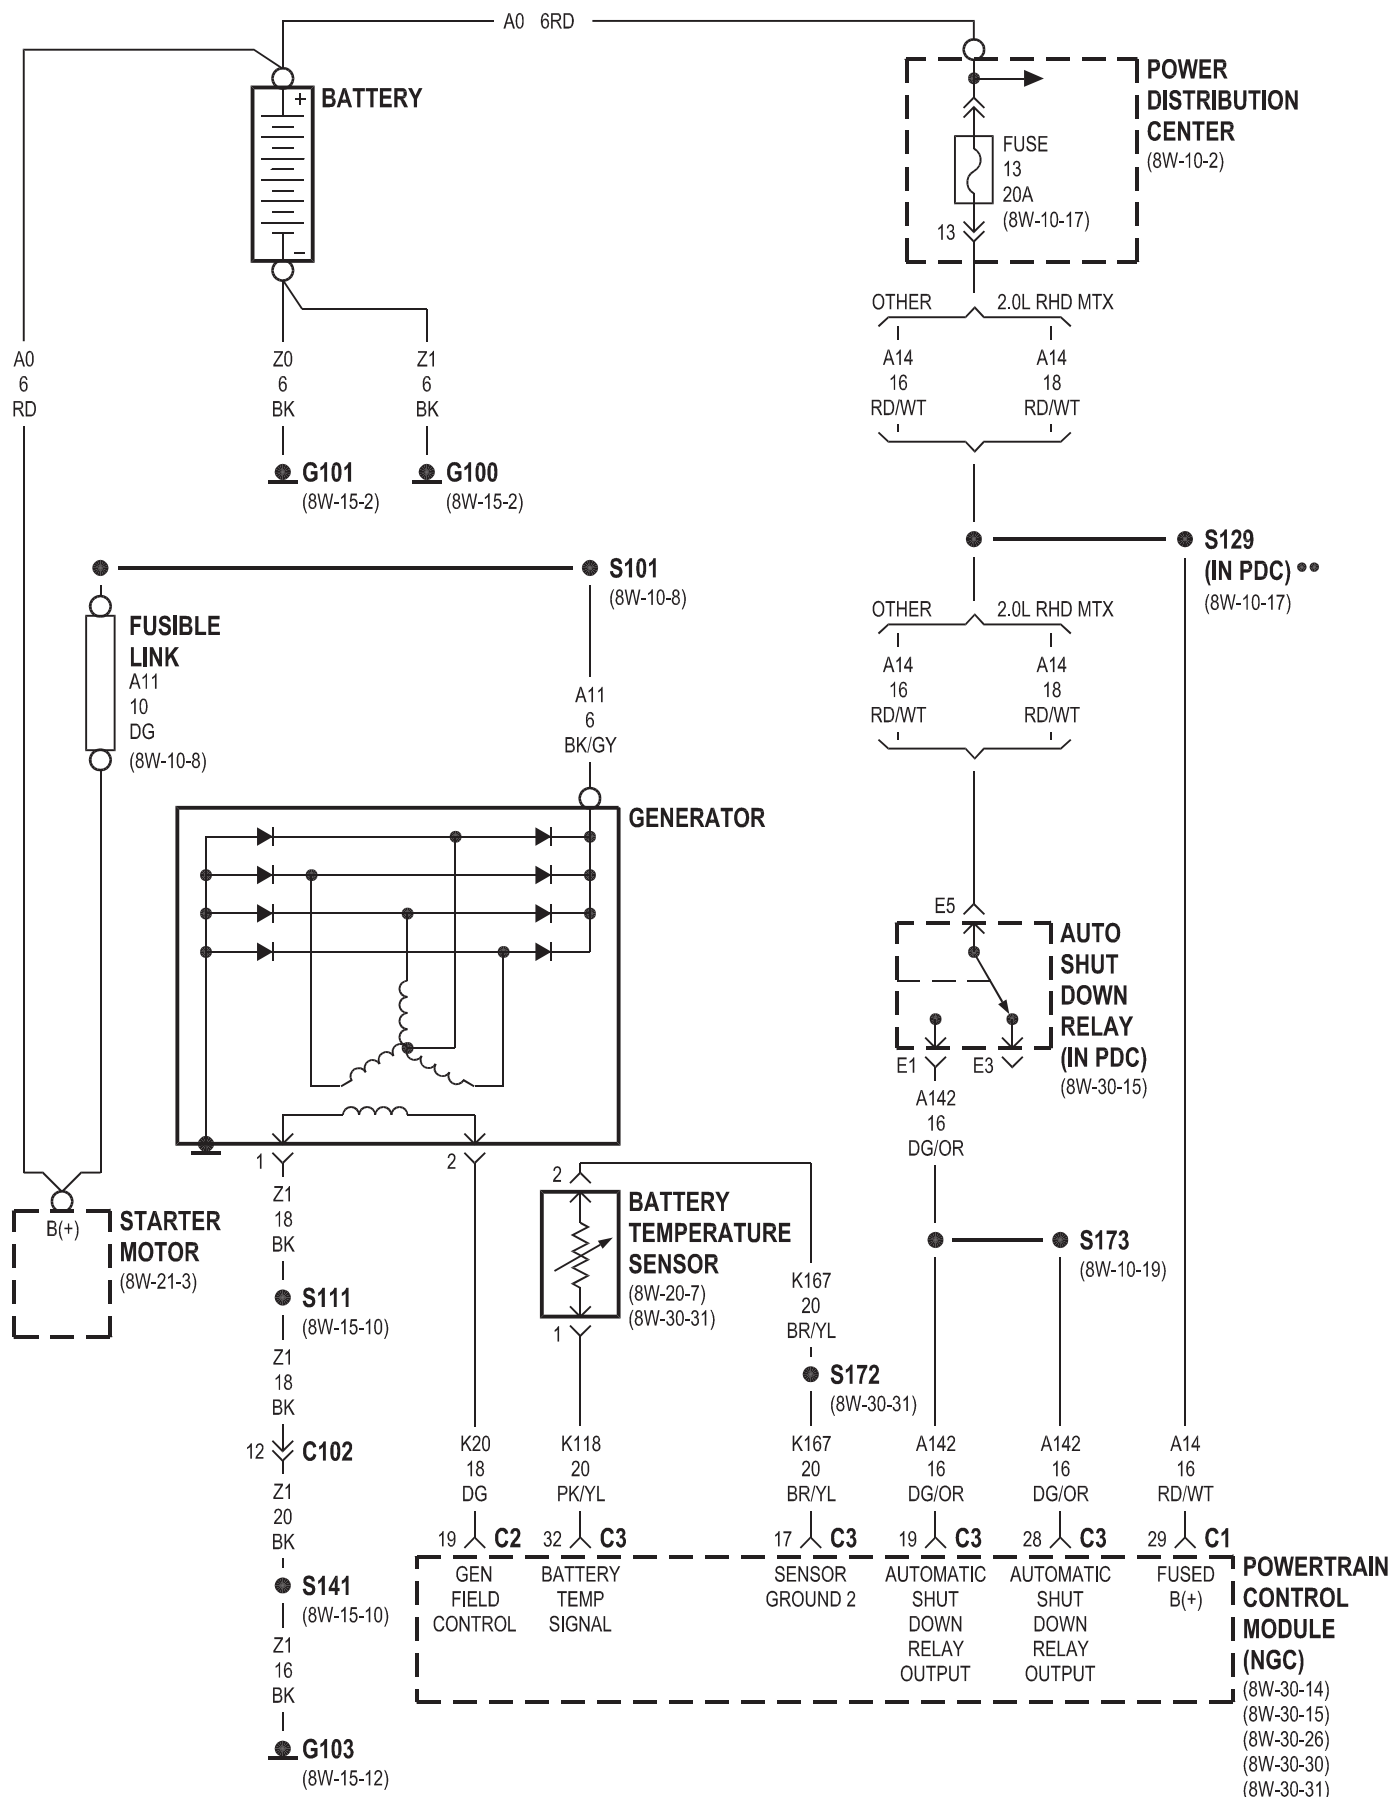 A0 6RD
+
BATTERY
−
POWER
DISTRIBUTION
CENTER
(8W-10-2)
FUSE
13
20A
(8W-10-17)
13
OTHER
2.0L RHD MTX
A14
16
RD/WT
A14
18
RD/WT
A0
6
RD
Z0
6
BK
Z1
6
BK
G101
(8W-15-2)
G100
(8W-15-2)
S129
(IN PDC) ••
(8W-10-17)
S101
(8W-10-8)
FUSIBLE
LINK
A11
10
DG
(8W-10-8)
A11
6
BK/GY
OTHER
2.0L RHD MTX
A14
16
RD/WT
A14
18
RD/WT
GENERATOR
E5
AUTO
SHUT
DOWN
RELAY
(IN PDC)
(8W-30-15)
E1
E3
A142
16
DG/OR
1
2
B(+)
STARTER
MOTOR
(8W-21-3)
Z1
18
BK
S111
(8W-15-10)
Z1
18
BK
12
C102
Z1
20
BK
S141
(8W-15-10)
Z1
16
BK
G103
(8W-15-12)
2
BATTERY
TEMPERATURE
SENSOR
(8W-20-7)
(8W-30-31)
1
K167
20
BR/YL
S172
(8W-30-31)
S173
(8W-10-19)
K20
18
DG
K118
20
PK/YL
K167
20
BR/YL
A142
16
DG/OR
A142
16
DG/OR
A14
16
RD/WT
19
C2
32
C3
17
C3
19
C3
28
C3
29
C1
GEN
FIELD
CONTROL
BATTERY
TEMP
SIGNAL
SENSOR
GROUND 2
AUTOMATIC
SHUT
DOWN
RELAY
OUTPUT
AUTOMATIC
SHUT
DOWN
RELAY
OUTPUT
FUSED
B(+)
POWERTRAIN
CONTROL
MODULE
(NGC)
(8W-30-14)
(8W-30-15)
(8W-30-26)
(8W-30-30)
(8W-30-31)